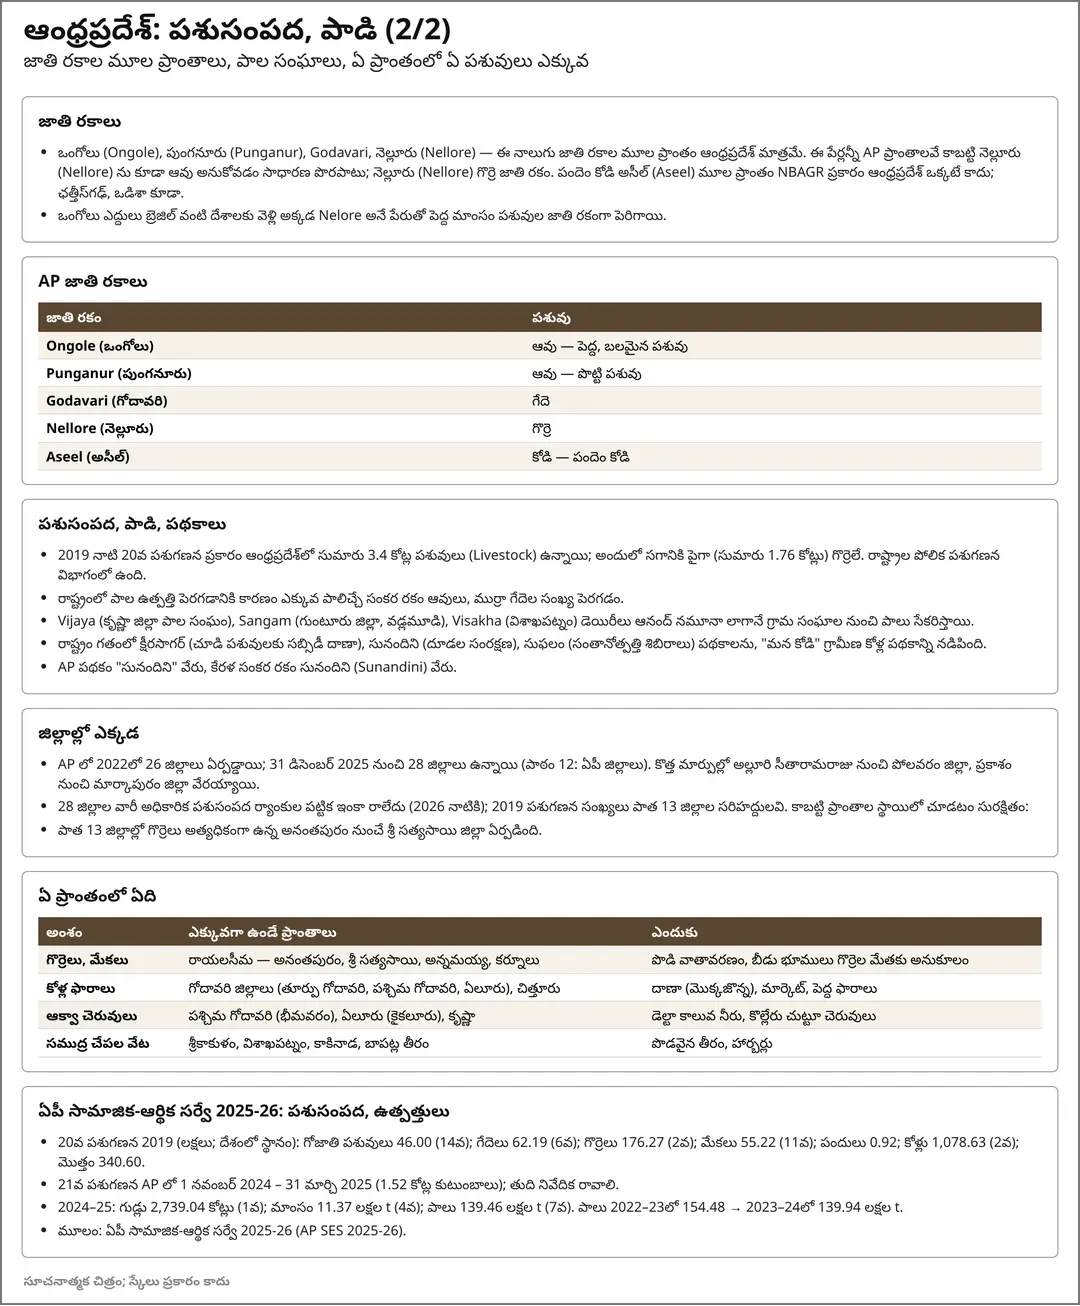 ఆంధ్రప్రదేశ్: పశుసంపద, పాడి (2/2)
జాతి రకాల మూల ప్రాంతాలు, పాల సంఘాలు, ఏ ప్రాంతంలో ఏ పశువులు ఎక్కువ
జాతి రకాలు
• ఒంగోలు (Ongole), పుంగనూరు (Punganur), Godavari, నెల్లూరు (Nellore) — ఈ నాలుగు జాతి రకాల మూల ప్రాంతం ఆంధ్రప్రదేశ్ మాత్రమే. ఈ పేర్లన్నీ AP ప్రాంతాలవే కాబట్టి నెల్లూరు
(Nellore) ను కూడా ఆవు అనుకోవడం సాధారణ పొరపాటు; నెల్లూరు (Nellore) గొర్రె జాతి రకం. పందెం కోడి అసీల్ (Aseel) మూల ప్రాంతం NBAGR ప్రకారం ఆంధ్రప్రదేశ్ ఒక్కటే కాదు;
ఛత్తీస్‌గఢ్, ఒడిశా కూడా.
• ఒంగోలు ఎద్దులు బ్రెజిల్ వంటి దేశాలకు వెళ్లి అక్కడ Nelore అనే పేరుతో పెద్ద మాంసం పశువుల జాతి రకంగా పెరిగాయి.
AP జాతి రకాలు
జాతి రకం పశువు
Ongole (ఒంగోలు) ఆవు — పెద్ద, బలమైన పశువు
Punganur (పుంగనూరు) ఆవు — పొట్టి పశువు
Godavari (గోదావరి) గేదె
Nellore (నెల్లూరు) గొర్రె
Aseel (అసీల్) కోడి — పందెం కోడి
పశుసంపద, పాడి, పథకాలు
• 2019 నాటి 20వ పశుగణన ప్రకారం ఆంధ్రప్రదేశ్‌లో సుమారు 3.4 కోట్ల పశువులు (Livestock) ఉన్నాయి; అందులో సగానికి పైగా (సుమారు 1.76 కోట్లు) గొర్రెలే. రాష్ట్రాల పోలిక పశుగణన
విభాగంలో ఉంది.
• రాష్ట్రంలో పాల ఉత్పత్తి పెరగడానికి కారణం ఎక్కువ పాలిచ్చే సంకర రకం ఆవులు, ముర్రా గేదెల సంఖ్య పెరగడం.
• Vijaya (కృష్ణా జిల్లా పాల సంఘం), Sangam (గుంటూరు జిల్లా, వడ్లమూడి), Visakha (విశాఖపట్నం) డెయిరీలు ఆనంద్ నమూనా లాగానే గ్రామ సంఘాల నుంచి పాలు సేకరిస్తాయి.
• రాష్ట్రం గతంలో క్షీరసాగర్ (చూడి పశువులకు సబ్సిడీ దాణా), సునందిని (దూడల సంరక్షణ), సుఫలం (సంతానోత్పత్తి శిబిరాలు) పథకాలను, "మన కోడి" గ్రామీణ కోళ్ల పథకాన్ని నడిపింది.
• AP పథకం "సునందిని" వేరు, కేరళ సంకర రకం సునందిని (Sunandini) వేరు.
జిల్లాల్లో ఎక్కడ
• AP లో 2022లో 26 జిల్లాలు ఏర్పడ్డాయి; 31 డిసెంబర్ 2025 నుంచి 28 జిల్లాలు ఉన్నాయి (పాఠం 12: ఏపీ జిల్లాలు). కొత్త మార్పుల్లో అల్లూరి సీతారామరాజు నుంచి పోలవరం జిల్లా, ప్రకాశం
నుంచి మార్కాపురం జిల్లా వేరయ్యాయి.
• 28 జిల్లాల వారీ అధికారిక పశుసంపద ర్యాంకుల పట్టిక ఇంకా రాలేదు (2026 నాటికి); 2019 పశుగణన సంఖ్యలు పాత 13 జిల్లాల సరిహద్దులవి. కాబట్టి ప్రాంతాల స్థాయిలో చూడటం సురక్షితం:
• పాత 13 జిల్లాల్లో గొర్రెలు అత్యధికంగా ఉన్న అనంతపురం నుంచే శ్రీ సత్యసాయి జిల్లా ఏర్పడింది.
ఏ ప్రాంతంలో ఏది
అంశం ఎక్కువగా ఉండే ప్రాంతాలు ఎందుకు
గొర్రెలు, మేకలు రాయలసీమ — అనంతపురం, శ్రీ సత్యసాయి, అన్నమయ్య, కర్నూలు పొడి వాతావరణం, బీడు భూములు గొర్రెల మేతకు అనుకూలం
కోళ్ల ఫారాలు గోదావరి జిల్లాలు (తూర్పు గోదావరి, పశ్చిమ గోదావరి, ఏలూరు), చిత్తూరు దాణా (మొక్కజొన్న), మార్కెట్, పెద్ద ఫారాలు
ఆక్వా చెరువులు పశ్చిమ గోదావరి (భీమవరం), ఏలూరు (కైకలూరు), కృష్ణా డెల్టా కాలువ నీరు, కొల్లేరు చుట్టూ చెరువులు
సముద్ర చేపల వేట శ్రీకాకుళం, విశాఖపట్నం, కాకినాడ, బాపట్ల తీరం పొడవైన తీరం, హార్బర్లు
ఏపీ సామాజిక-ఆర్థిక సర్వే 2025-26: పశుసంపద, ఉత్పత్తులు
• 20వ పశుగణన 2019 (లక్షలు; దేశంలో స్థానం): గోజాతి పశువులు 46.00 (14వ); గేదెలు 62.19 (6వ); గొర్రెలు 176.27 (2వ); మేకలు 55.22 (11వ); పందులు 0.92; కోళ్లు 1,078.63 (2వ);
మొత్తం 340.60.
• 21వ పశుగణన AP లో 1 నవంబర్ 2024 – 31 మార్చి 2025 (1.52 కోట్ల కుటుంబాలు); తుది నివేదిక రావాలి.
• 2024–25: గుడ్లు 2,739.04 కోట్లు (1వ); మాంసం 11.37 లక్షల t (4వ); పాలు 139.46 లక్షల t (7వ). పాలు 2022–23లో 154.48 → 2023–24లో 139.94 లక్షల t.
• మూలం: ఏపీ సామాజిక-ఆర్థిక సర్వే 2025-26 (AP SES 2025-26).
సూచనాత్మక చిత్రం; స్కేలు ప్రకారం కాదు